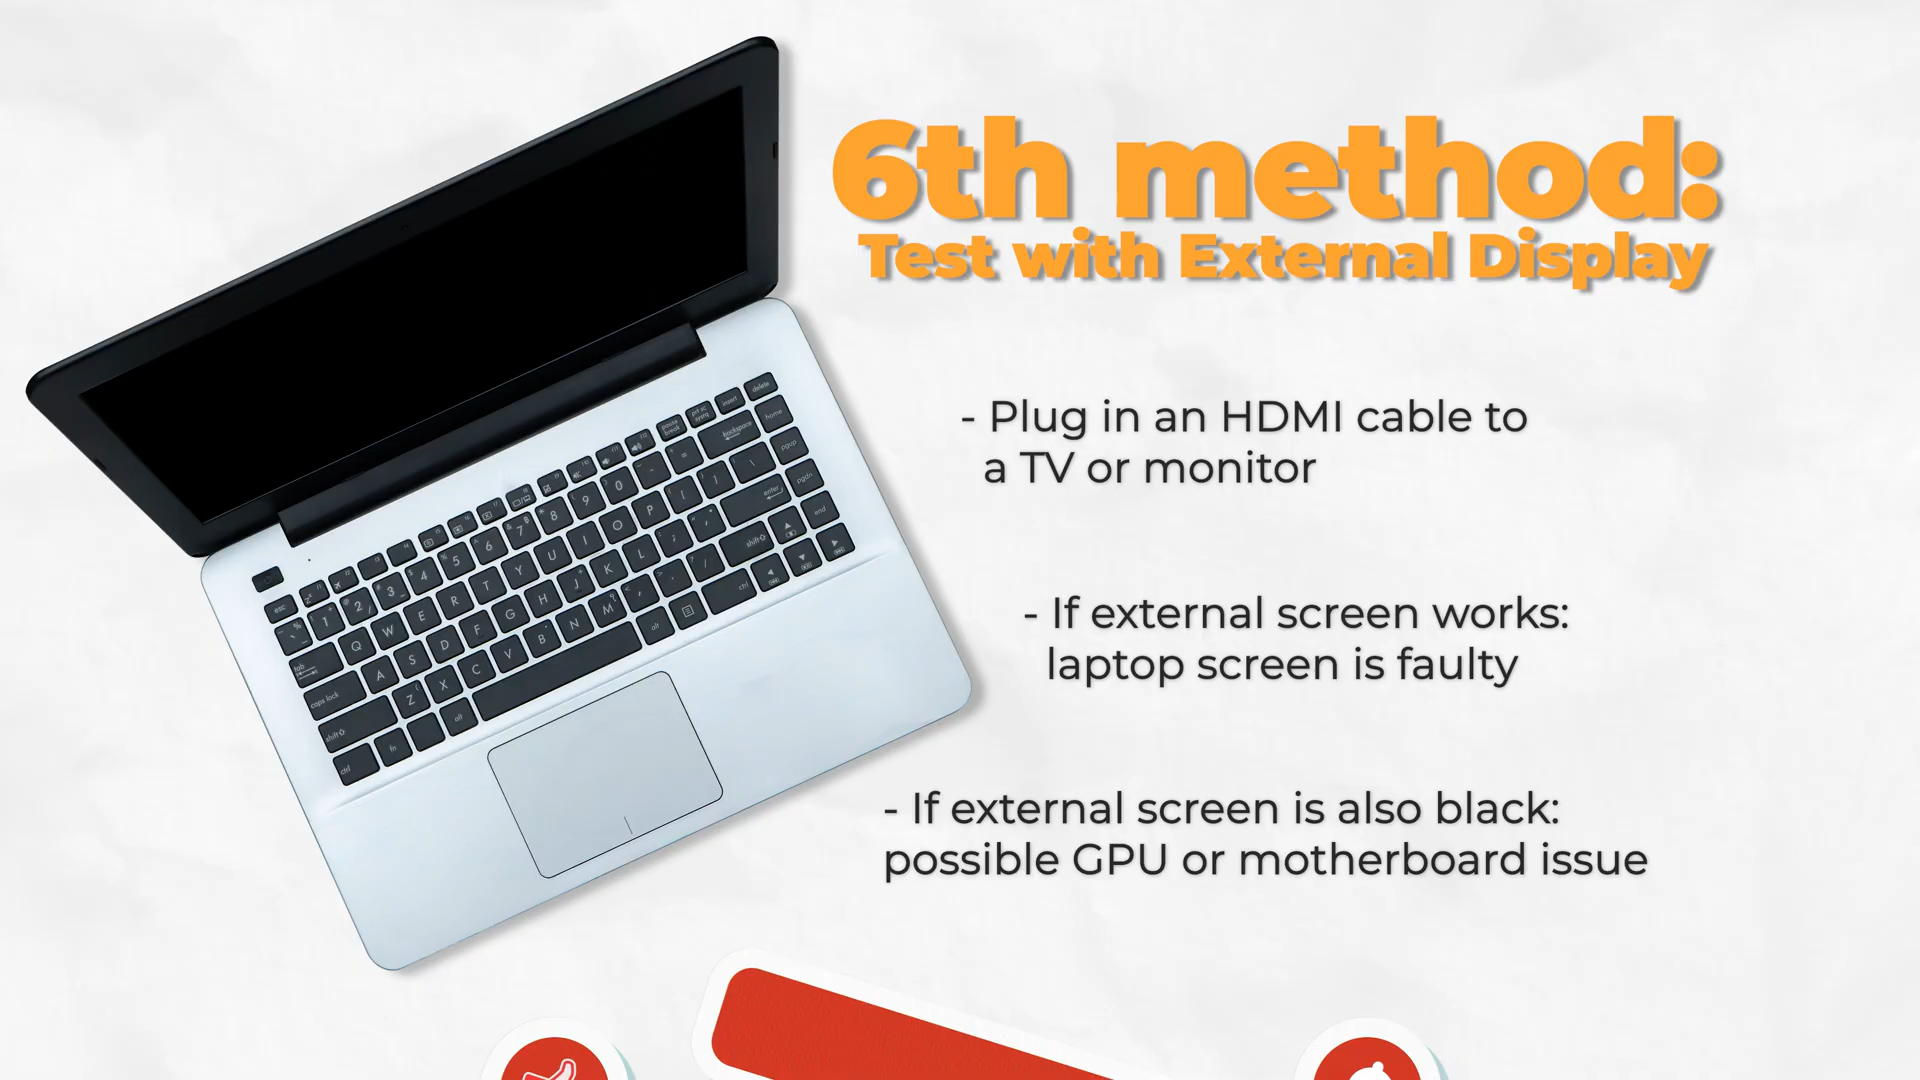 6th method:
Test with External Display
- Plug in an HDMI cable to
a TV or monitor
- If external screen works:
laptop screen is faulty
- If external screen is also black:
possible GPU or motherboard issue